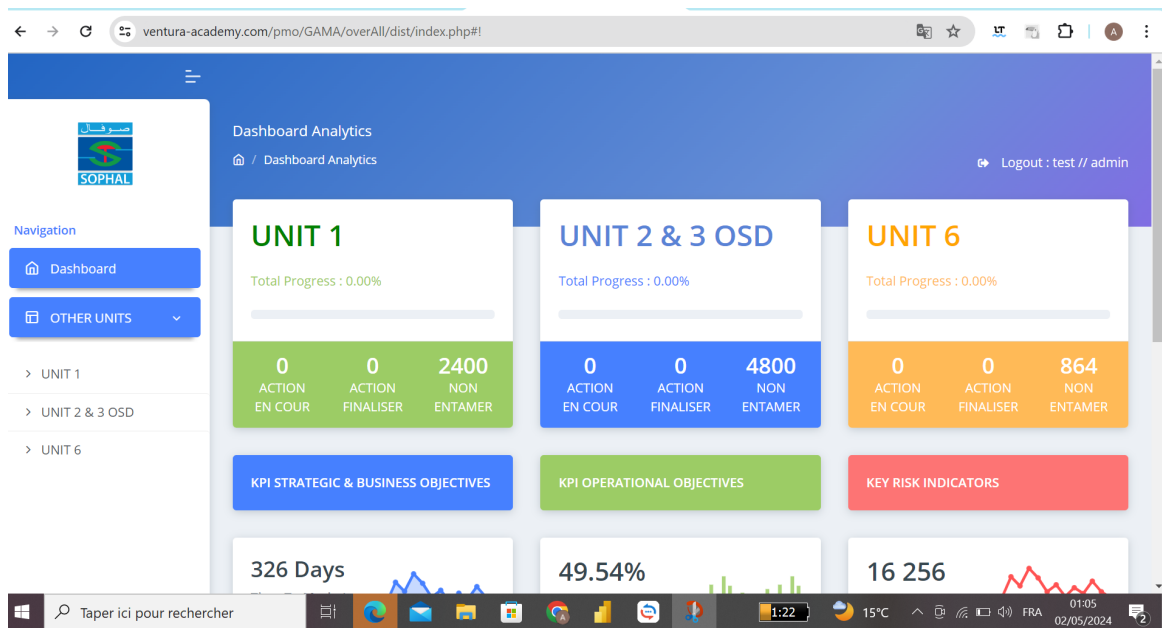 ventura-academy.com/pmo/GAMA/overAll/dist/index.php#!
A
صوفال
SOPHAL
Dashboard Analytics
/ Dashboard Analytics
Logout : test // admin
Navigation
Dashboard
OTHER UNITS
UNIT 1
UNIT 2 & 3 OSD
UNIT 6
UNIT 1
Total Progress : 0.00%
0 0 2400
ACTION ACTION NON
EN COUR FINALISER ENTAMER
UNIT 2 & 3 OSD
Total Progress : 0.00%
0 0 4800
ACTION ACTION NON
EN COUR FINALISER ENTAMER
UNIT 6
Total Progress : 0.00%
0 0 864
ACTION ACTION NON
EN COUR FINALISER ENTAMER
KPI STRATEGIC & BUSINESS OBJECTIVES
KPI OPERATIONAL OBJECTIVES
KEY RISK INDICATORS
326 Days
49.54%
16 256
Taper ici pour rechercher
1:22
15°C
FRA
01:05
02/05/2024
2